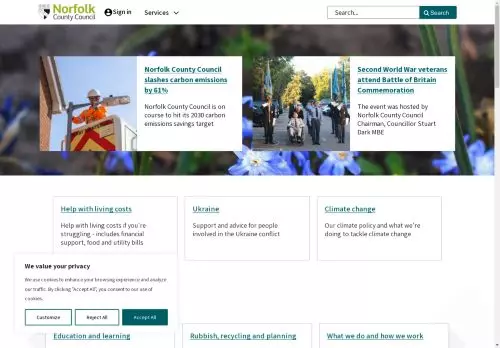 Norfolk
County Council
Sign in
Services
Search...
Search
Norfolk County Council
slashes carbon emissions
by 61%
Norfolk County Council is on
course to hit its 2030 carbon
emissions savings target
Second World War veterans
attend Battle of Britain
Commemoration
The event was hosted by
Norfolk County Council
Chairman, Councillor Stuart
Dark MBE
Help with living costs
Help with living costs if you're
struggling - includes financial
support, food and utility bills
Ukraine
Support and advice for people
involved in the Ukraine conflict
Climate change
Our climate policy and what we're
doing to tackle climate change
We value your privacy
We use cookies to enhance your browsing experience and analyze
our traffic. By clicking "Accept All", you consent to our use of
cookies.
Customize
Reject All
Accept All
Education and learning
Rubbish, recycling and planning
What we do and how we work